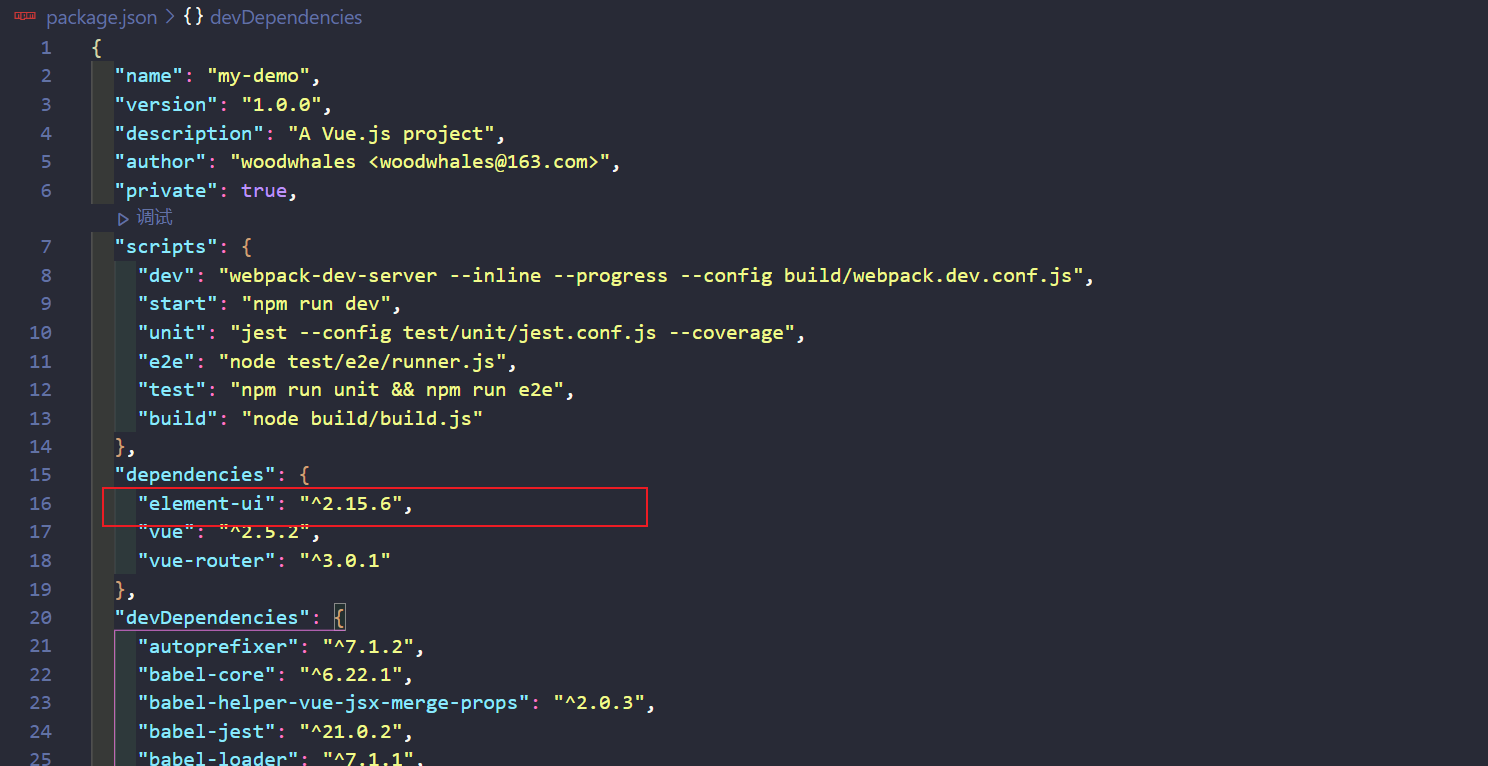 package.json > {} devDependencies
1 {
2 "name": "my-demo",
3 "version": "1.0.0",
4 "description": "A Vue.js project",
5 "author": "woodwhales <woodwhales@163.com>",
6 "private": true,
调试
7 "scripts": {
8 "dev": "webpack-dev-server --inline --progress --config build/webpack.dev.conf.js",
9 "start": "npm run dev",
10 "unit": "jest --config test/unit/jest.conf.js --coverage",
11 "e2e": "node test/e2e/runner.js",
12 "test": "npm run unit && npm run e2e",
13 "build": "node build/build.js"
14 },
15 "dependencies": {
16 "element-ui": "^2.15.6",
17 "vue": "^2.5.2",
18 "vue-router": "^3.0.1"
19 },
20 "devDependencies": {
21 "autoprefixer": "^7.1.2",
22 "babel-core": "^6.22.1",
23 "babel-helper-vue-jsx-merge-props": "^2.0.3",
24 "babel-jest": "^21.0.2",
25 "babel-loader": "^7.1.1",